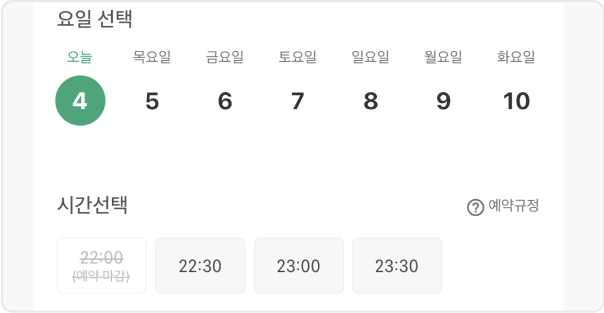 요일 선택
오늘 목요일 금요일 토요일 일요일 월요일 화요일
4 5 6 7 8 9 10
시간선택
예약규정
22:00 22:30 23:00 23:30
(예약 마감)